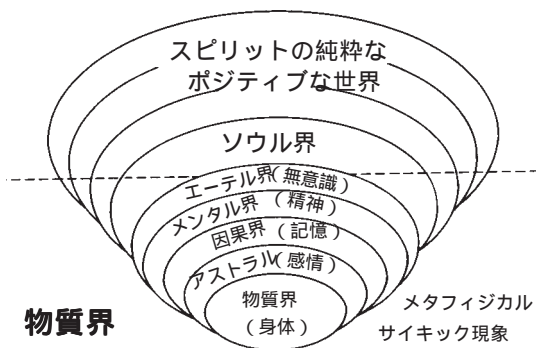 スピリットの純粋な
ポジティブな世界
ソウル界
エーテル界(無意識)
メンタル界(精神)
因果界(記憶)
アストラル(感情)
物質界
(身体)
物質界
メタフィジカル
サイキック現象